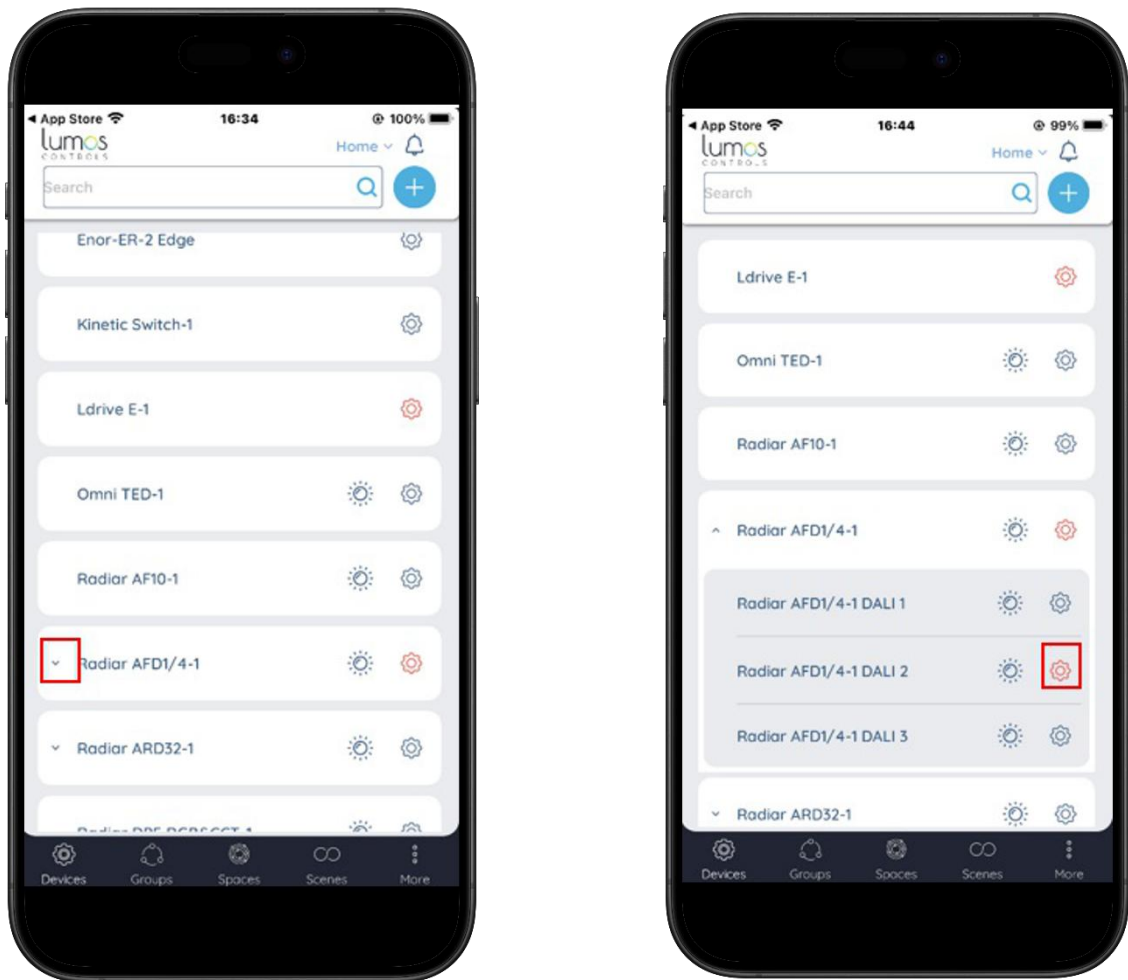 App Store 16:34 100%
lumos
CONTROLS
Home
Search
Enor-ER-2 Edge
Kinetic Switch-1
Ldrive E-1
Omni TED-1
Radiar AF10-1
Radiar AFD1/4-1
Radiar ARD32-1
Devices Groups Spaces Scenes More
App Store 16:44 99%
lumos
CONTROLS
Home
Search
Ldrive E-1
Omni TED-1
Radiar AF10-1
Radiar AFD1/4-1
Radiar AFD1/4-1 DALI 1
Radiar AFD1/4-1 DALI 2
Radiar AFD1/4-1 DALI 3
Radiar ARD32-1
Devices Groups Spaces Scenes More